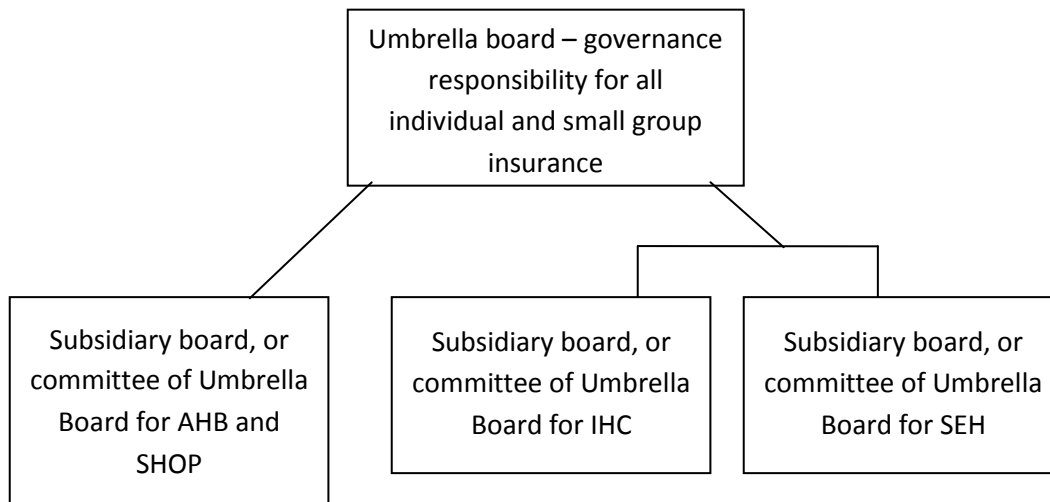 Umbrella board – governance
responsibility for all
individual and small group
insurance
Subsidiary board, or
committee of Umbrella
Board for AHB and
SHOP
Subsidiary board, or
committee of Umbrella
Board for IHC
Subsidiary board, or
committee of Umbrella
Board for SEH